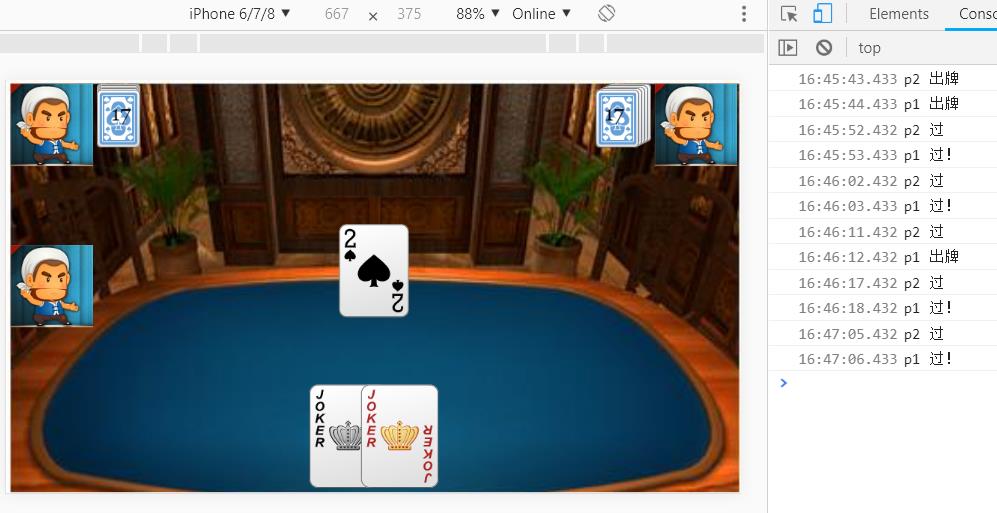 iPhone 6/7/8 ▼ 667 × 375 88% ▼ Online ▼
Elements Conso
top
17
17
2
2
JOKER
JOKER
JOKER
16:45:43.433 p2 出牌
16:45:44.433 p1 出牌
16:45:52.432 p2 过
16:45:53.432 p1 过!
16:46:02.432 p2 过
16:46:03.432 p1 过!
16:46:11.432 p2 过
16:46:12.432 p1 出牌
16:46:17.432 p2 过
16:46:18.432 p1 过!
16:47:05.432 p2 过
16:47:06.433 p1 过!